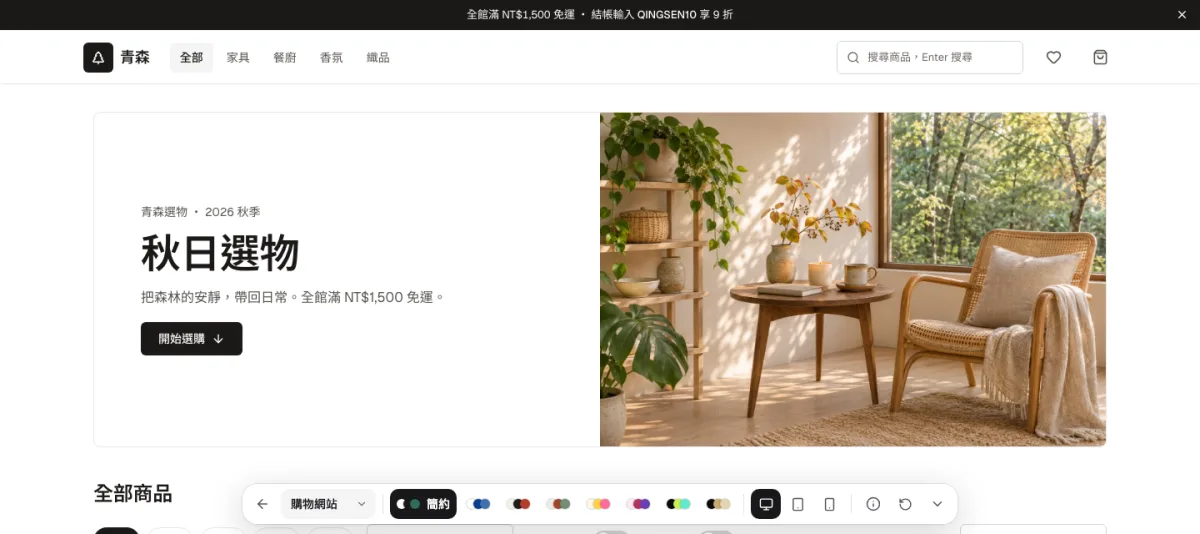 全館滿 NT$1,500 免運 · 結帳輸入 QINGSEN10 享 9 折
青森
全部
家具
餐廚
香氛
織品
搜尋商品，Enter 搜尋
青森選物 · 2026 秋季
秋日選物
把森林的安靜，帶回日常。全館滿 NT$1,500 免運。
開始選購
全部商品
購物網站
簡約